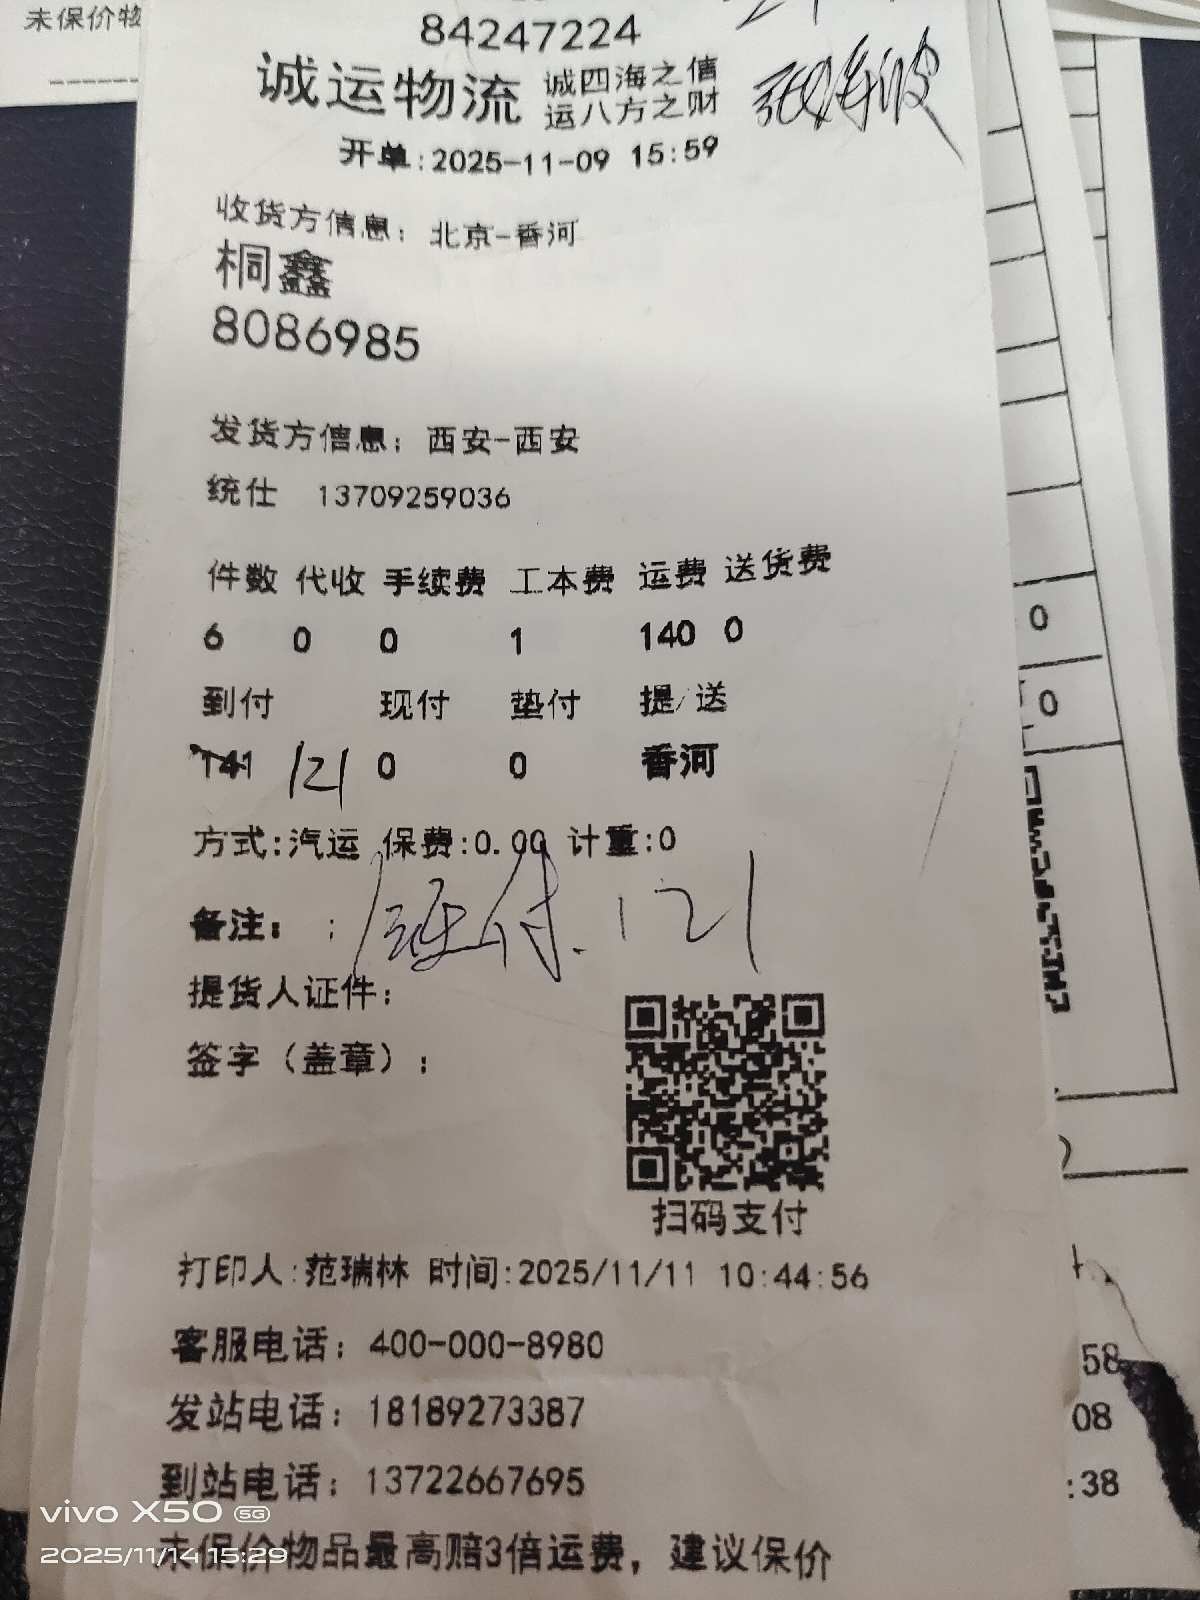 未保价物
84247224
诚运物流 诚四海之信
运八方之财
开单:2025-11-09 15:59
收货方信息: 北京-香河
桐鑫
8086985
发货方信息: 西安-西安
统仕 13709259036
件数 代收 手续费 工本费 运费 送货费
6 0 0 1 140 0
到付 现付 垫付 提/送
141 121 0 0 香河
方式:汽运 保费:0.00 计重:0
备注: ;
121
提货人证件:
签字(盖章):
扫码支付
打印人:范瑞林 时间:2025/11/11 10:44:56
客服电话: 400-000-8980
发站电话: 18189273387
到站电话: 13722667695
未保价物品最高赔3倍运费,建议保价
0
0
58
08
:38
vivo X50 5G
2025/11/14 15:29